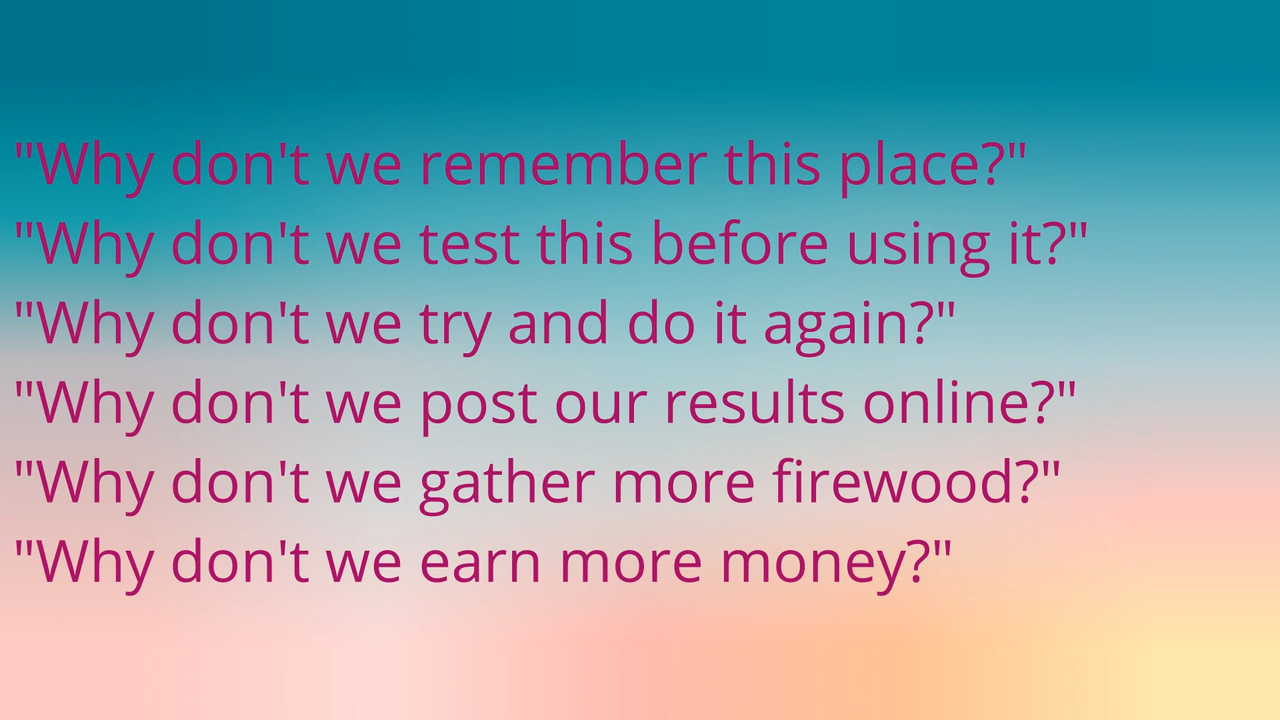 "Why don't we remember this place?"
"Why don't we test this before using it?"
"Why don't we try and do it again?"
"Why don't we post our results online?"
"Why don't we gather more firewood?"
"Why don't we earn more money?"